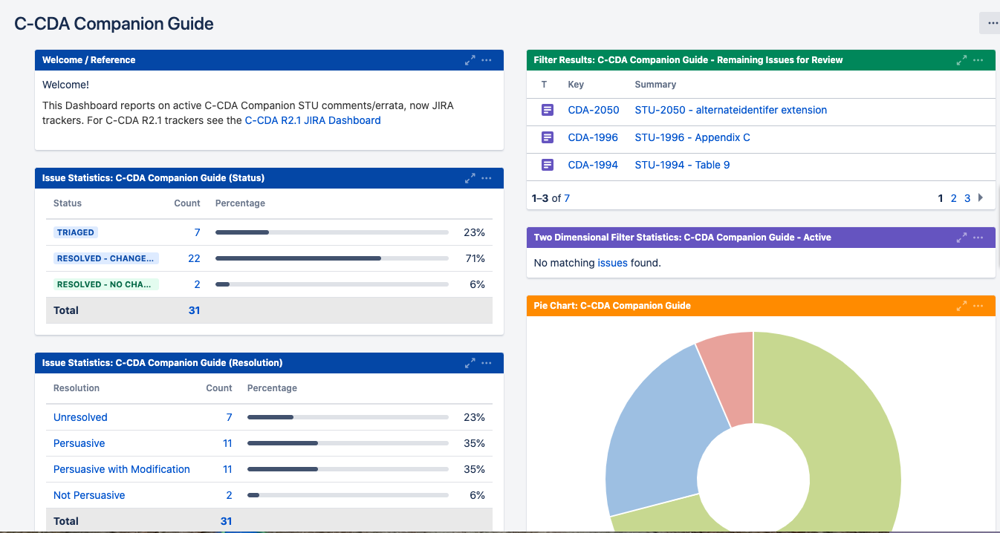 C-CDA Companion Guide
Welcome / Reference
Welcome!
This Dashboard reports on active C-CDA Companion STU comments/errata, now JIRA
trackers. For C-CDA R2.1 trackers see the C-CDA R2.1 JIRA Dashboard
Issue Statistics: C-CDA Companion Guide (Status)
Status Count Percentage
TRIAGED 7 23%
RESOLVED - CHANGE... 22 71%
RESOLVED - NO CHA... 2 6%
Total 31
Issue Statistics: C-CDA Companion Guide (Resolution)
Resolution Count Percentage
Unresolved 7 23%
Persuasive 11 35%
Persuasive with Modification 11 35%
Not Persuasive 2 6%
Total 31
Filter Results: C-CDA Companion Guide - Remaining Issues for Review
T Key Summary
CDA-2050 STU-2050 - alternateidentifer extension
CDA-1996 STU-1996 - Appendix C
CDA-1994 STU-1994 - Table 9
1–3 of 7 1 2 3
Two Dimensional Filter Statistics: C-CDA Companion Guide - Active
No matching issues found.
Pie Chart: C-CDA Companion Guide